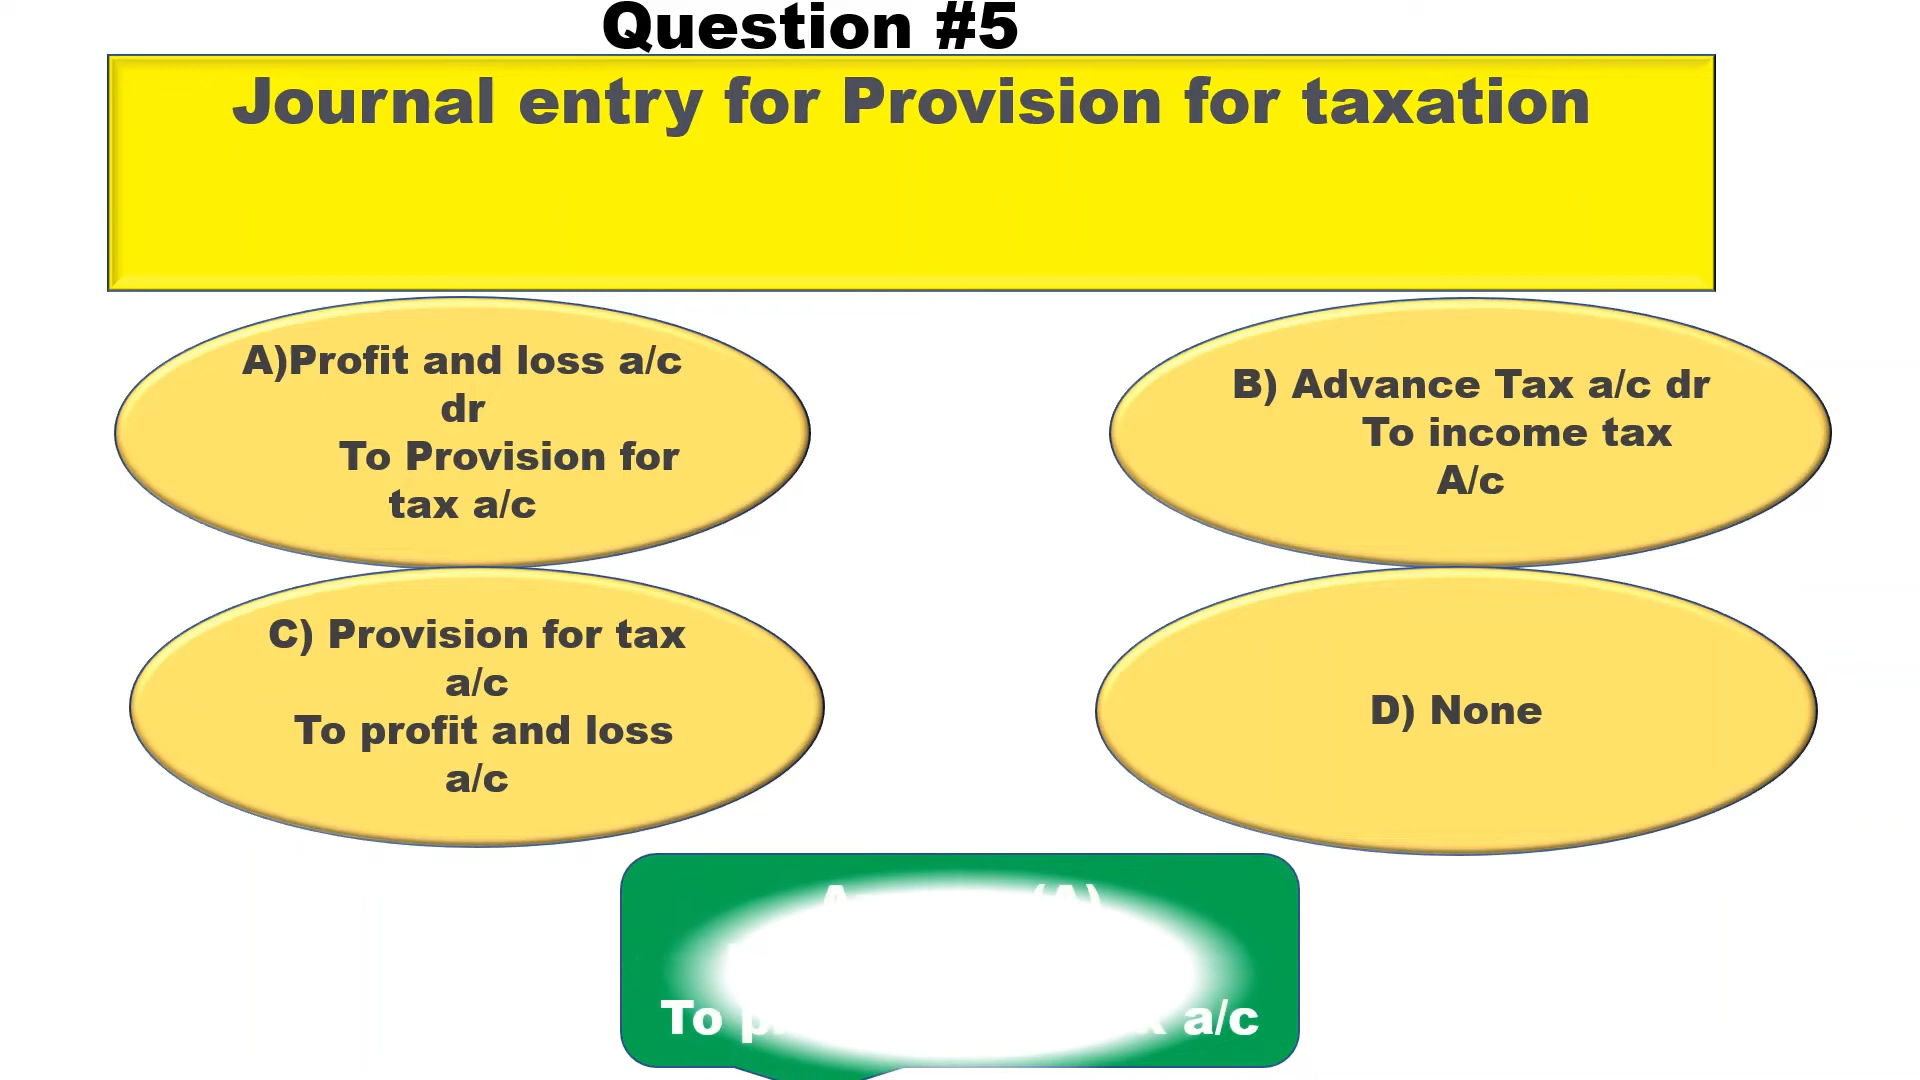 Question #5
Journal entry for Provision for taxation
A)Profit and loss a/c
dr
To Provision for
tax a/c
B) Advance Tax a/c dr
To income tax
A/c
C) Provision for tax
a/c
To profit and loss
a/c
D) None
(A)
To a/c